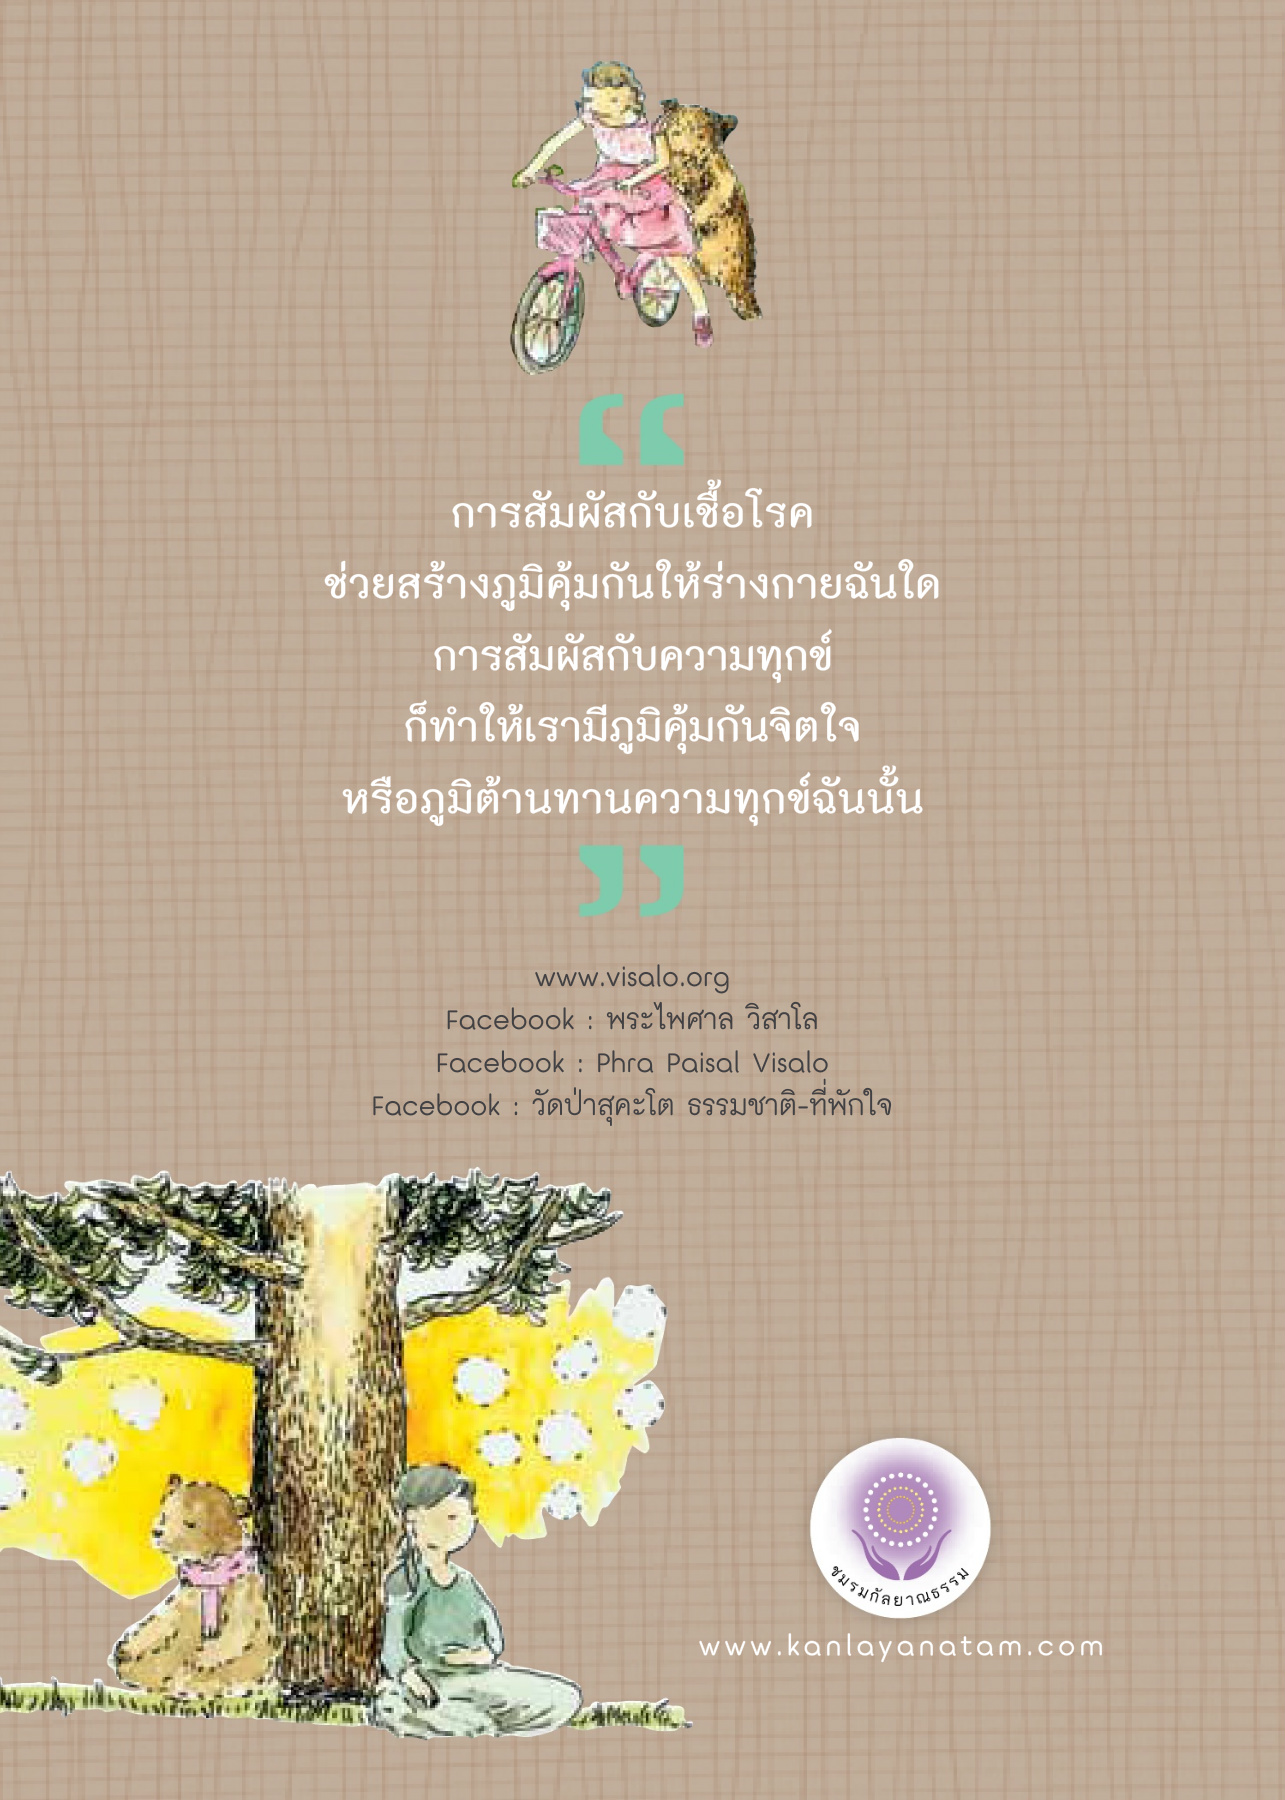 การสัมผัสกับเชื้อโรค
ช่วยสร้างภูมิคุ้มกันให้ร่างกายฉันใด
การสัมผัสกับความทุกข์
ก็ทำให้เรามีภูมิคุ้มกันจิตใจ
หรือภูมิต้านทานความทุกข์ฉันนั้น
www.visalo.org
Facebook : พระไพศาล วิสาโล
Facebook : Phra Paisal Visalo
Facebook : วัดป่าสุคะโต ธรรมชาติ-ที่พักใจ
ชมรมกัลยาณธรรม
www.kanlayanatam.com